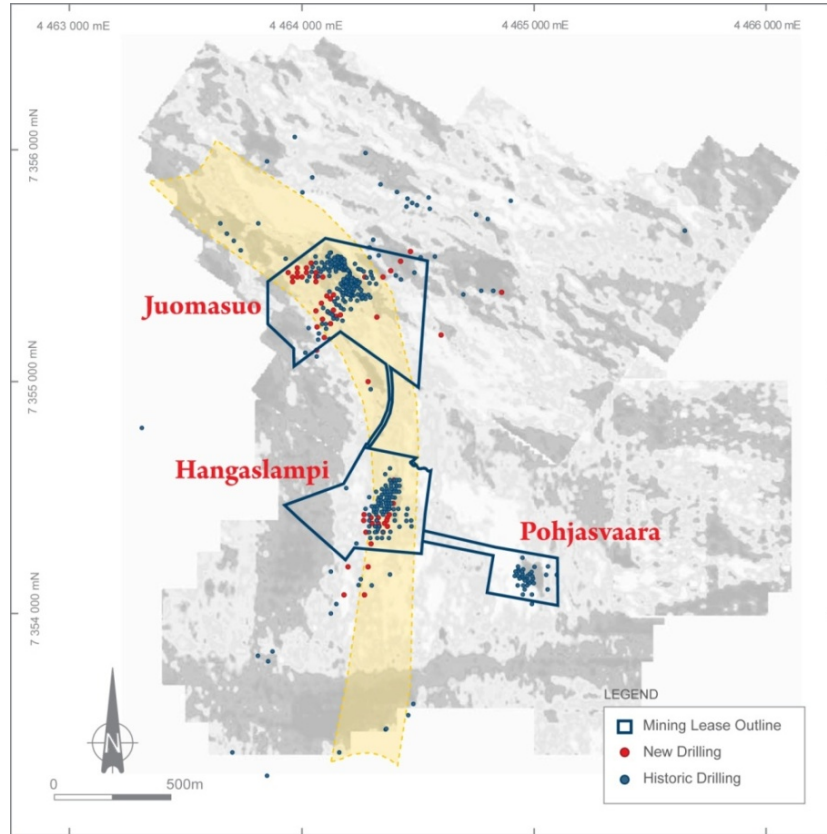 4 463 000 mE
4 464 000 mE
4 465 000 mE
4 466 000 mE
7 356 000 mN
Juomasuo
7 355 000 mN
Hangaslampi
Pohjasvaara
7 354 000 mN
N
0
500m
LEGEND
Mining Lease Outline
New Drilling
Historic Drilling